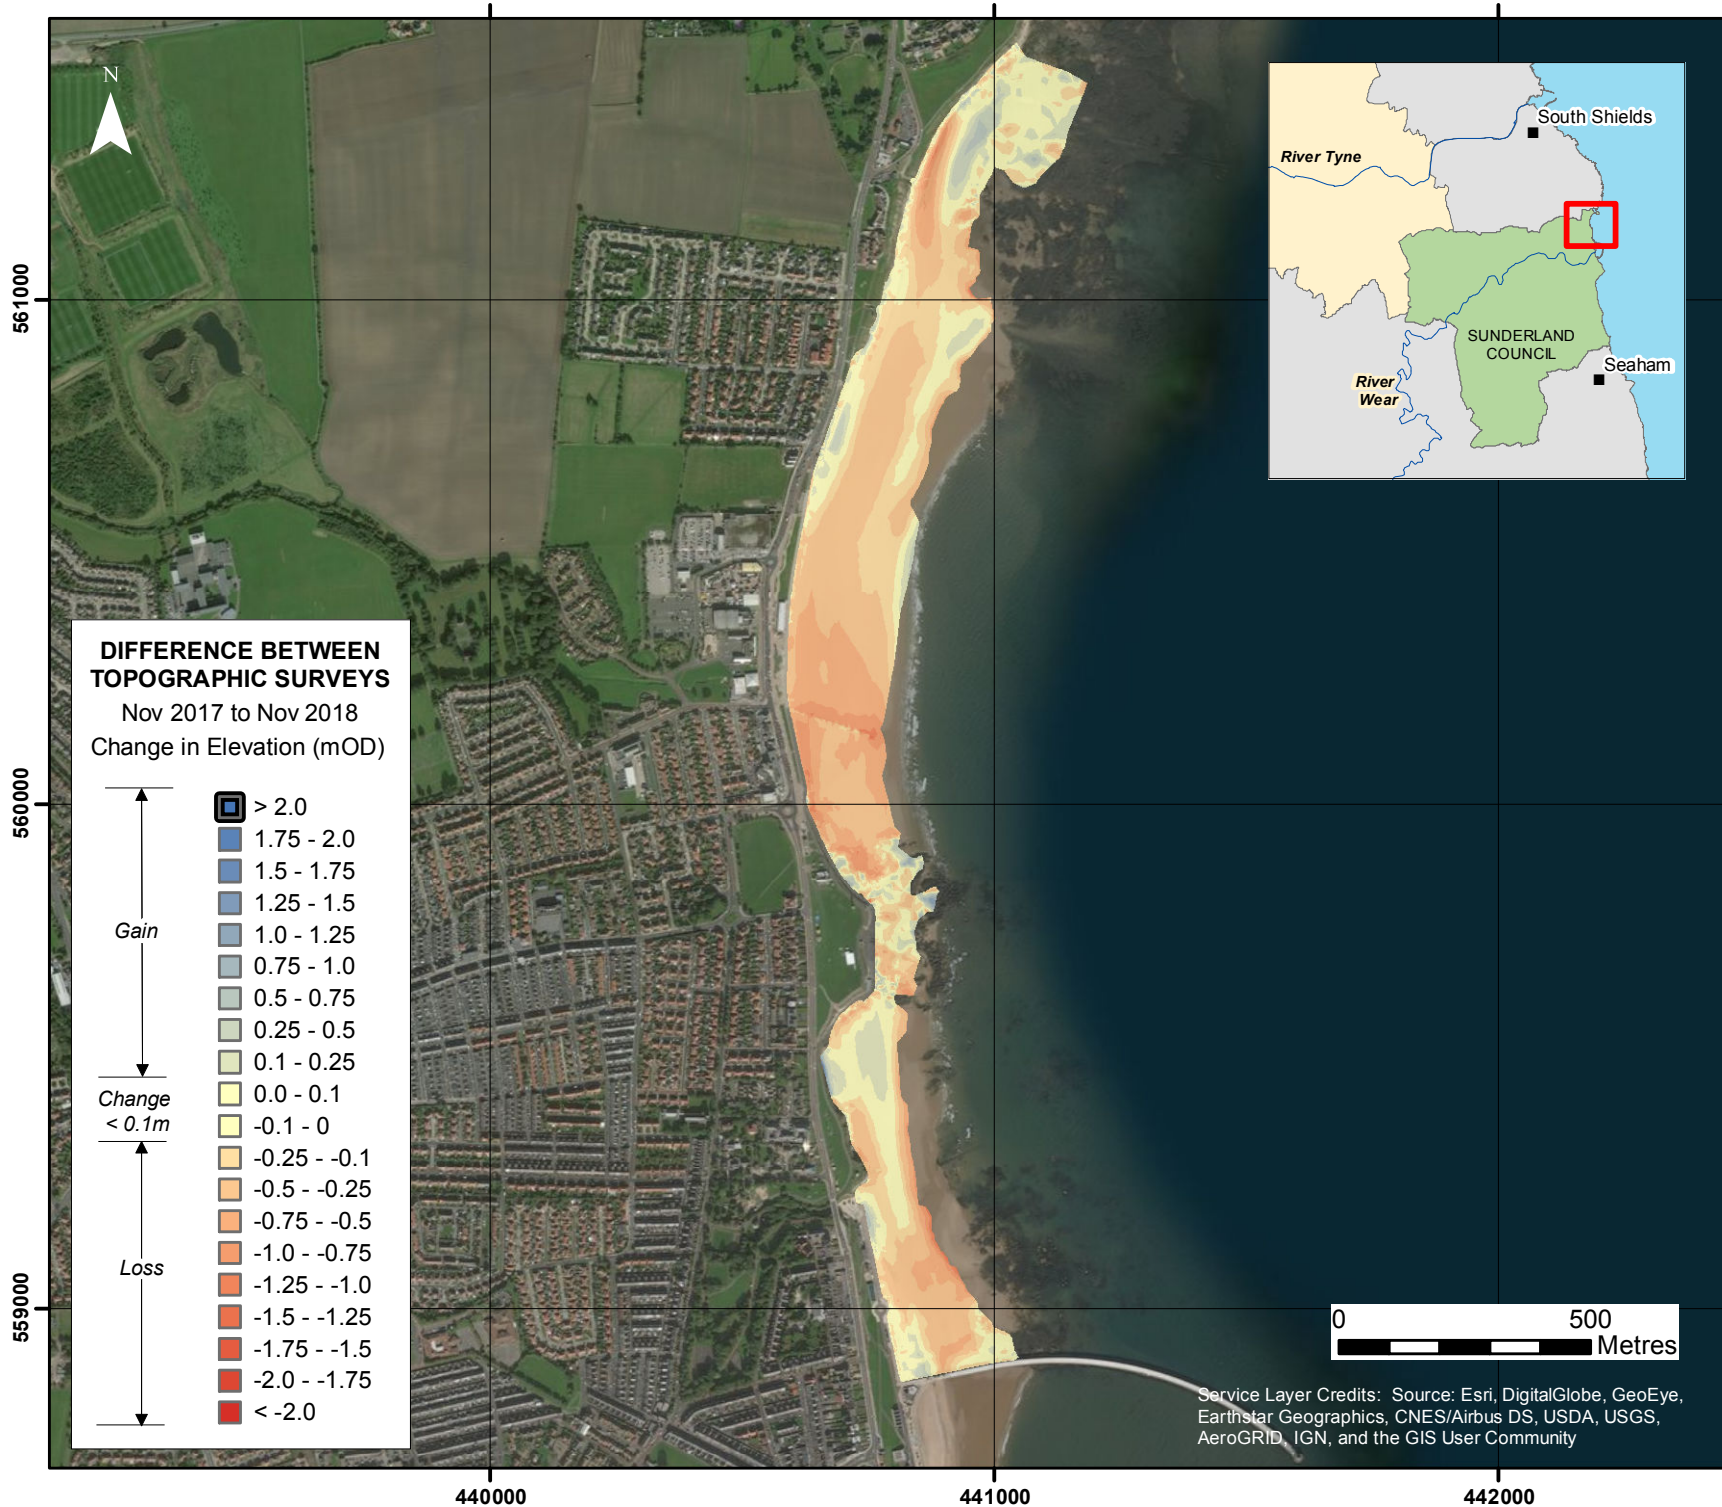 N
South Shields
River Tyne
SUNDERLAND
COUNCIL
Seaham
River
Wear
561000
560000
559000
DIFFERENCE BETWEEN
TOPOGRAPHIC SURVEYS
Nov 2017 to Nov 2018
Change in Elevation (mOD)
Gain
Change
< 0.1m
Loss
> 2.0
1.75 - 2.0
1.5 - 1.75
1.25 - 1.5
1.0 - 1.25
0.75 - 1.0
0.5 - 0.75
0.25 - 0.5
0.1 - 0.25
0.0 - 0.1
-0.1 - 0
-0.25 - -0.1
-0.5 - -0.25
-0.75 - -0.5
-1.0 - -0.75
-1.25 - -1.0
-1.5 - -1.25
-1.75 - -1.5
-2.0 - -1.75
< -2.0
0 500
Metres
Service Layer Credits: Source: Esri, DigitalGlobe, GeoEye,
Earthstar Geographics, CNES/Airbus DS, USDA, USGS,
AeroGRID, IGN, and the GIS User Community
440000 441000 442000